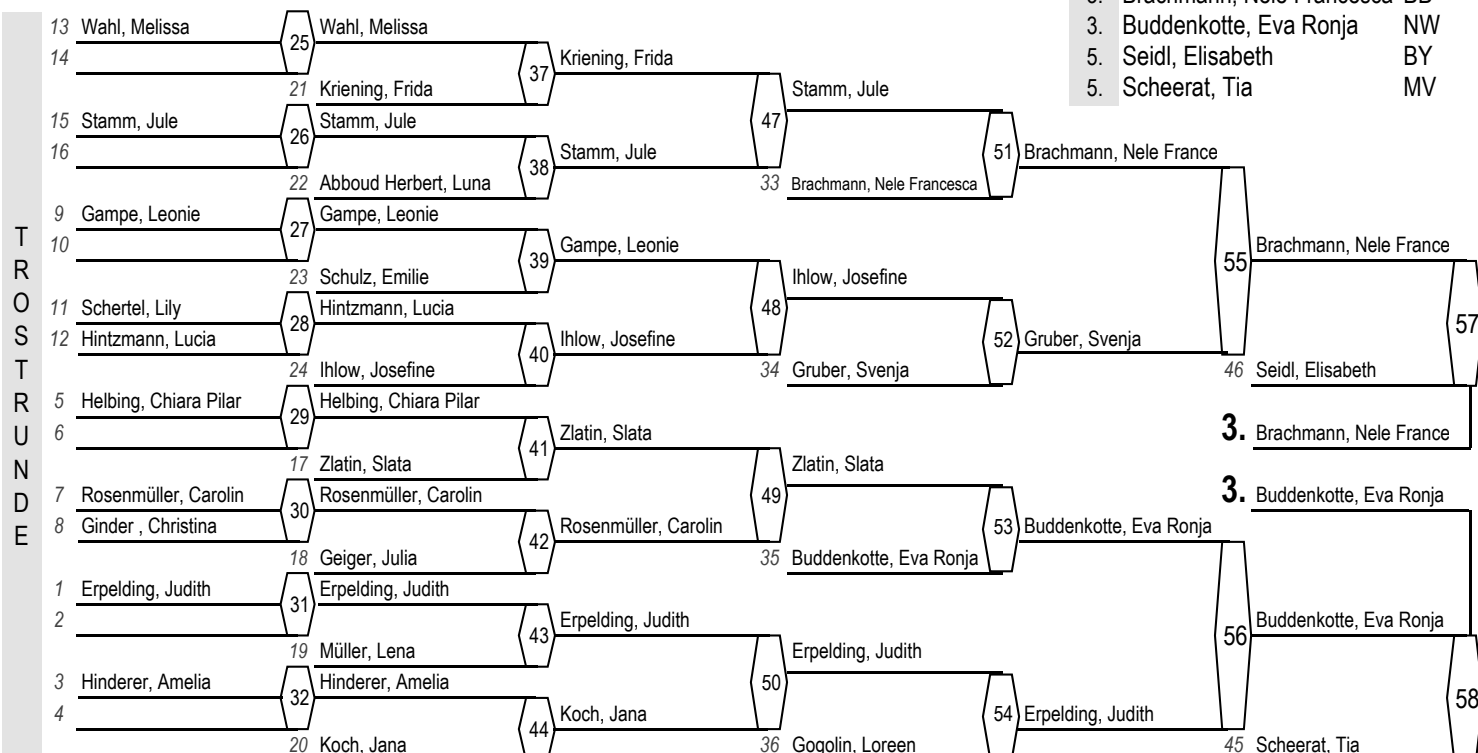 3. Brachmann, Nele Francesca BB
3. Buddenkotte, Eva Ronja NW
5. Seidl, Elisabeth BY
5. Scheerat, Tia MV
TROSTRUNDE
13 Wahl, Melissa 25 Wahl, Melissa
14 37 Kriening, Frida
21 Kriening, Frida 47 Stamm, Jule
15 Stamm, Jule 26 Stamm, Jule
16 38 Stamm, Jule 51 Brachmann, Nele France
22 Abboud Herbert, Luna 33 Brachmann, Nele Francesca
9 Gampe, Leonie 27 Gampe, Leonie
10 39 Gampe, Leonie 55 Brachmann, Nele France
23 Schulz, Emilie 48 Ihlow, Josefine
11 Schertel, Lily 28 Hintzmann, Lucia 57
12 Hintzmann, Lucia 40 Ihlow, Josefine 52 Gruber, Svenja
24 Ihlow, Josefine 34 Gruber, Svenja 46 Seidl, Elisabeth
5 Helbing, Chiara Pilar 29 Helbing, Chiara Pilar
6 41 Zlatin, Slata 3. Brachmann, Nele France
17 Zlatin, Slata 49 Zlatin, Slata
7 Rosenmüller, Carolin 30 Rosenmüller, Carolin 3. Buddenkotte, Eva Ronja
8 Ginder , Christina 42 Rosenmüller, Carolin 53 Buddenkotte, Eva Ronja
18 Geiger, Julia 35 Buddenkotte, Eva Ronja
1 Erpelding, Judith 31 Erpelding, Judith
2 43 Erpelding, Judith 56 Buddenkotte, Eva Ronja
19 Müller, Lena 50 Erpelding, Judith
3 Hinderer, Amelia 32 Hinderer, Amelia 58
4 44 Koch, Jana 54 Erpelding, Judith
20 Koch, Jana 36 Gogolin, Loreen 45 Scheerat, Tia